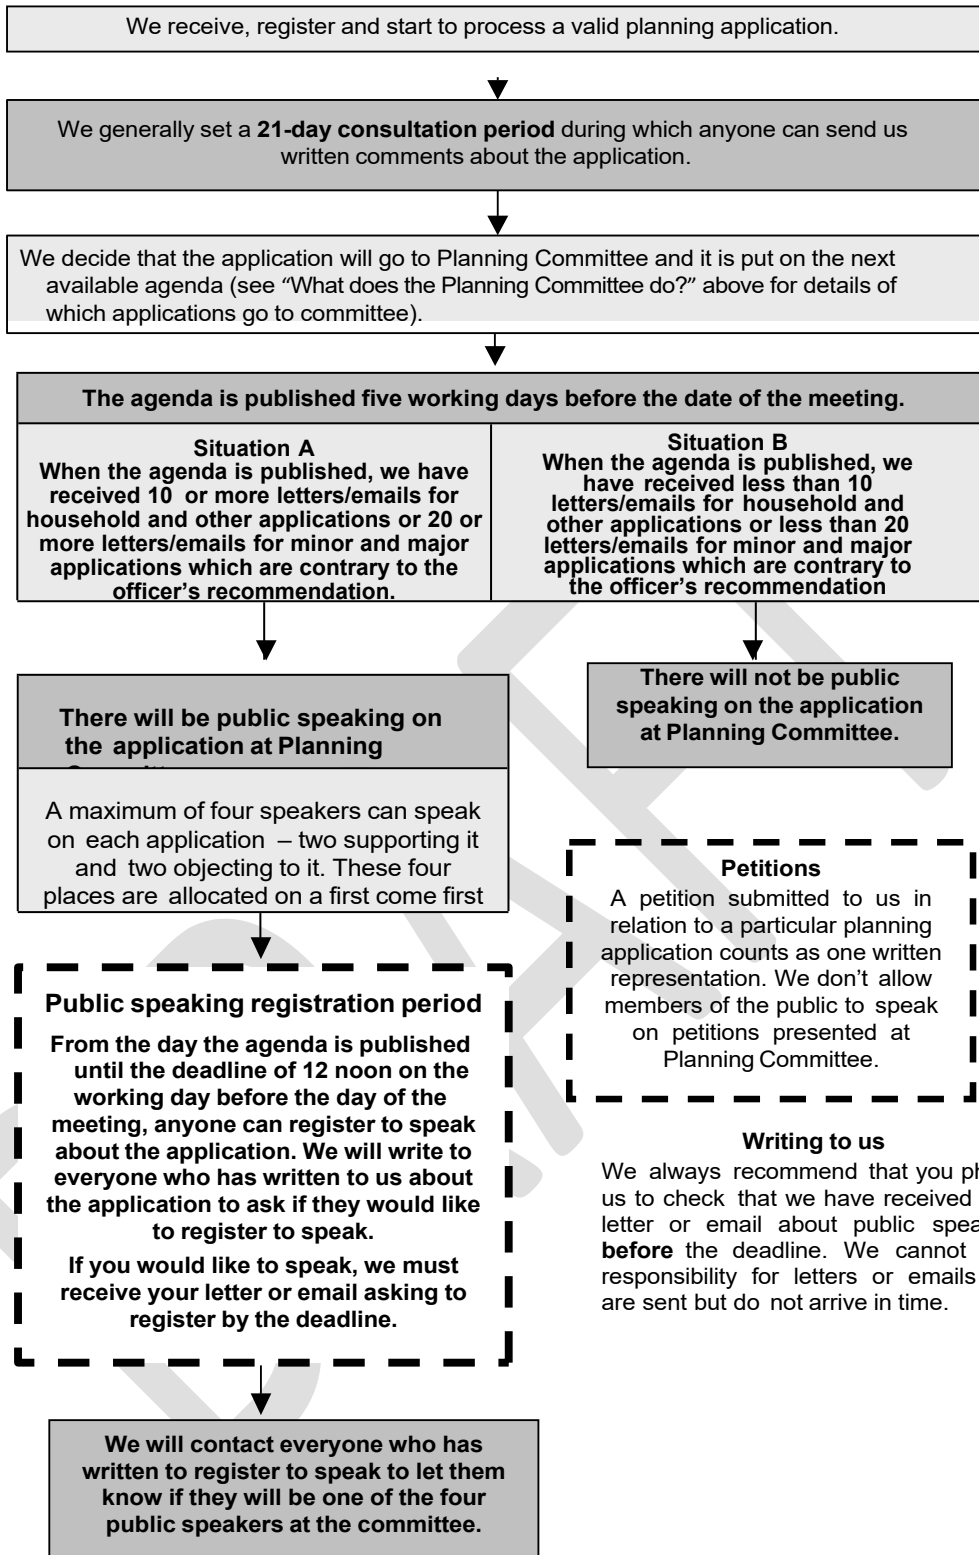 We receive, register and start to process a valid planning application.
We generally set a 21-day consultation period during which anyone can send us
written comments about the application.
We decide that the application will go to Planning Committee and it is put on the next
available agenda (see “What does the Planning Committee do?” above for details of
which applications go to committee).
The agenda is published five working days before the date of the meeting.
Situation A
When the agenda is published, we have
received 10 or more letters/emails for
household and other applications or 20 or
more letters/emails for minor and major
applications which are contrary to the
officer’s recommendation.
Situation B
When the agenda is published, we
have received less than 10
letters/emails for household and
other applications or less than 20
letters/emails for minor and major
applications which are contrary to
the officer’s recommendation
There will be public speaking on
the application at Planning
There will not be public
speaking on the application
at Planning Committee.
A maximum of four speakers can speak
on each application – two supporting it
and two objecting to it. These four
places are allocated on a first come first
Petitions
A petition submitted to us in
relation to a particular planning
application counts as one written
representation. We don’t allow
members of the public to speak
on petitions presented at
Planning Committee.
Public speaking registration period
From the day the agenda is published
until the deadline of 12 noon on the
working day before the day of the
meeting, anyone can register to speak
about the application. We will write to
everyone who has written to us about
the application to ask if they would like
to register to speak.
If you would like to speak, we must
receive your letter or email asking to
register by the deadline.
Writing to us
We always recommend that you
us to check that we have received
letter or email about public
before the deadline. We cannot
responsibility for letters or emails
are sent but do not arrive in time.
We will contact everyone who has
written to register to speak to let them
know if they will be one of the four
public speakers at the committee.